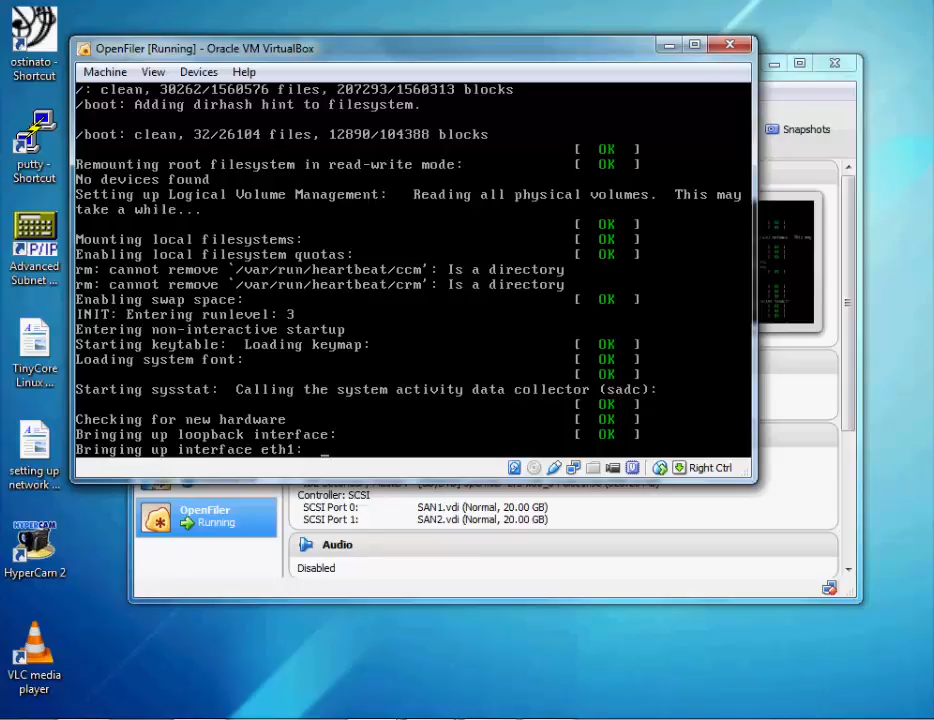 ostinato -
Shortcut
putty -
Shortcut
P/IP
Advanced
Subnet ...
TinyCore
Linux ...
setting up
network ...
HYPERCAM
HyperCam 2
VLC media
player
OpenFiler [Running] - Oracle VM VirtualBox
Machine View Devices Help
/: clean, 30262/1560576 files, 207293/1560313 blocks
/boot: Adding dirhash hint to filesystem.
/boot: clean, 32/26104 files, 12890/104388 blocks
[ OK ]
Remounting root filesystem in read-write mode: [ OK ]
No devices found
Setting up Logical Volume Management: Reading all physical volumes. This may
take a while...
[ OK ]
Mounting local filesystems: [ OK ]
Enabling local filesystem quotas: [ OK ]
rm: cannot remove `/var/run/heartbeat/ccm': Is a directory
rm: cannot remove `/var/run/heartbeat/crm': Is a directory
Enabling swap space: [ OK ]
INIT: Entering runlevel: 3
Entering non-interactive startup
Starting keytable: Loading keymap: [ OK ]
Loading system font: [ OK ]
[ OK ]
Starting sysstat: Calling the system activity data collector (sadc):
[ OK ]
Checking for new hardware [ OK ]
Bringing up loopback interface: [ OK ]
Bringing up interface eth1: _
Right Ctrl
Snapshots
OpenFiler
Running
Controller: SCSI
SCSI Port 0: SAN1.vdi (Normal, 20.00 GB)
SCSI Port 1: SAN2.vdi (Normal, 20.00 GB)
Audio
Disabled